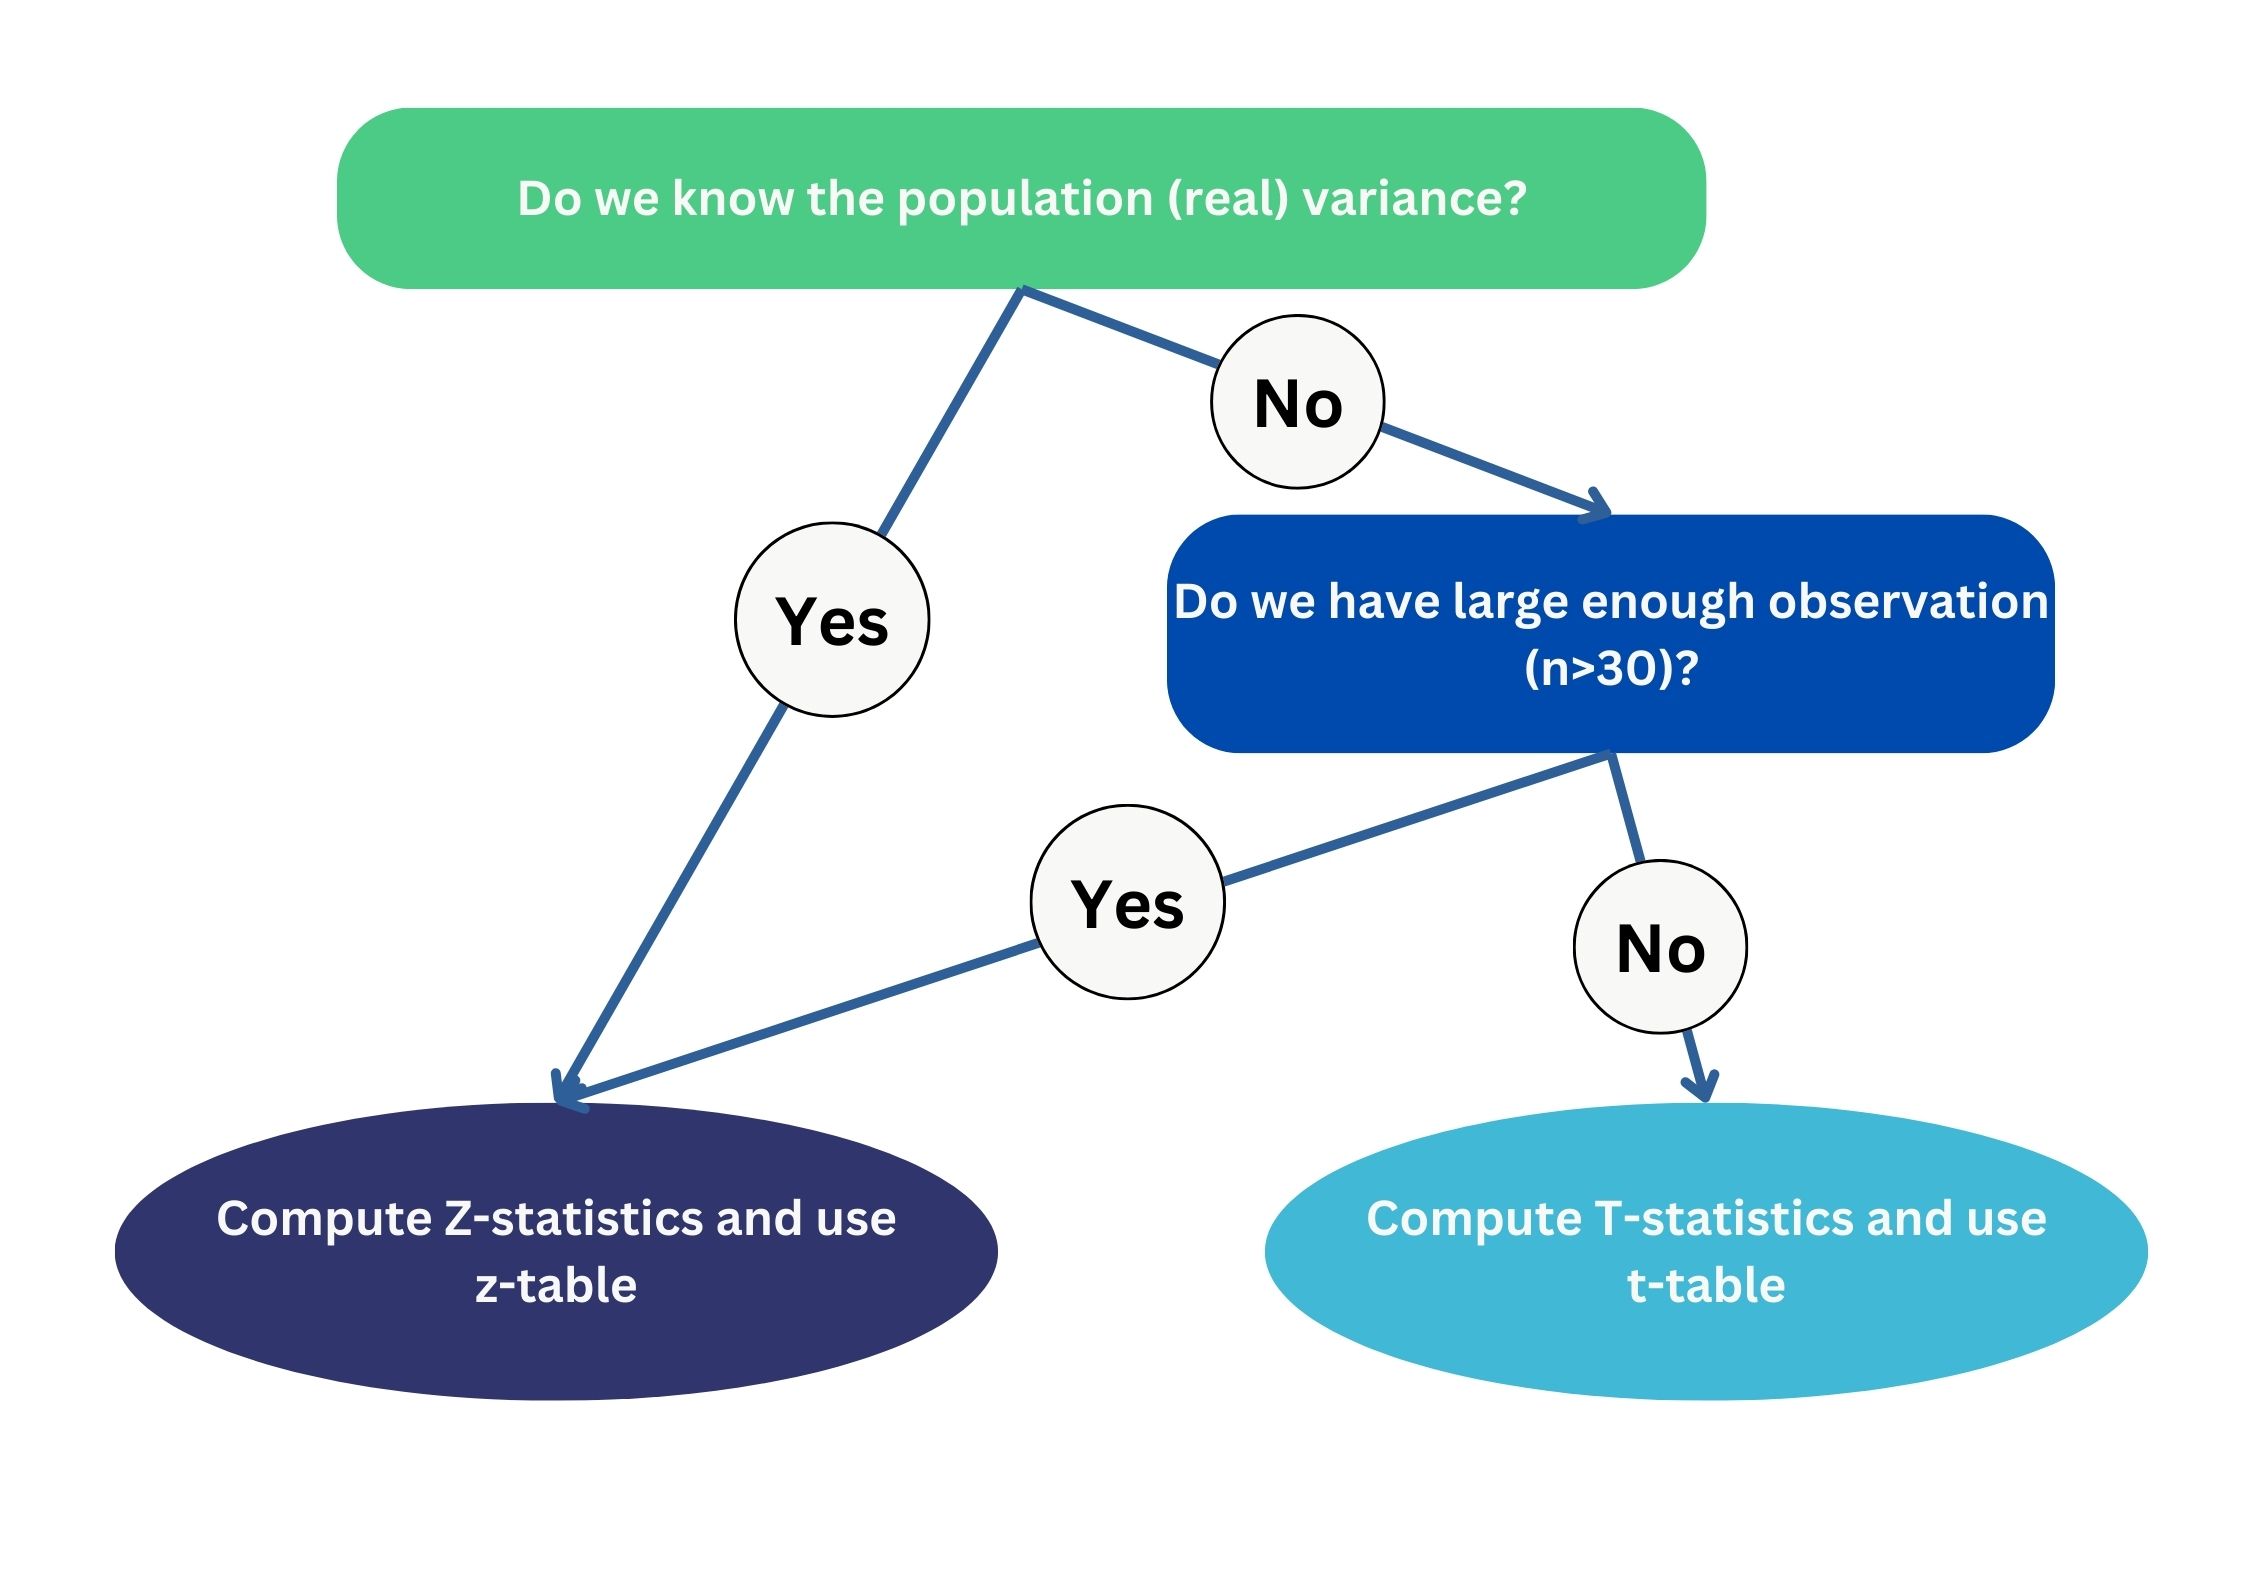 Do we know the population (real) variance?
No
Yes
Do we have large enough observation
(n>30)?
Yes
No
Compute Z-statistics and use
z-table
Compute T-statistics and use
t-table